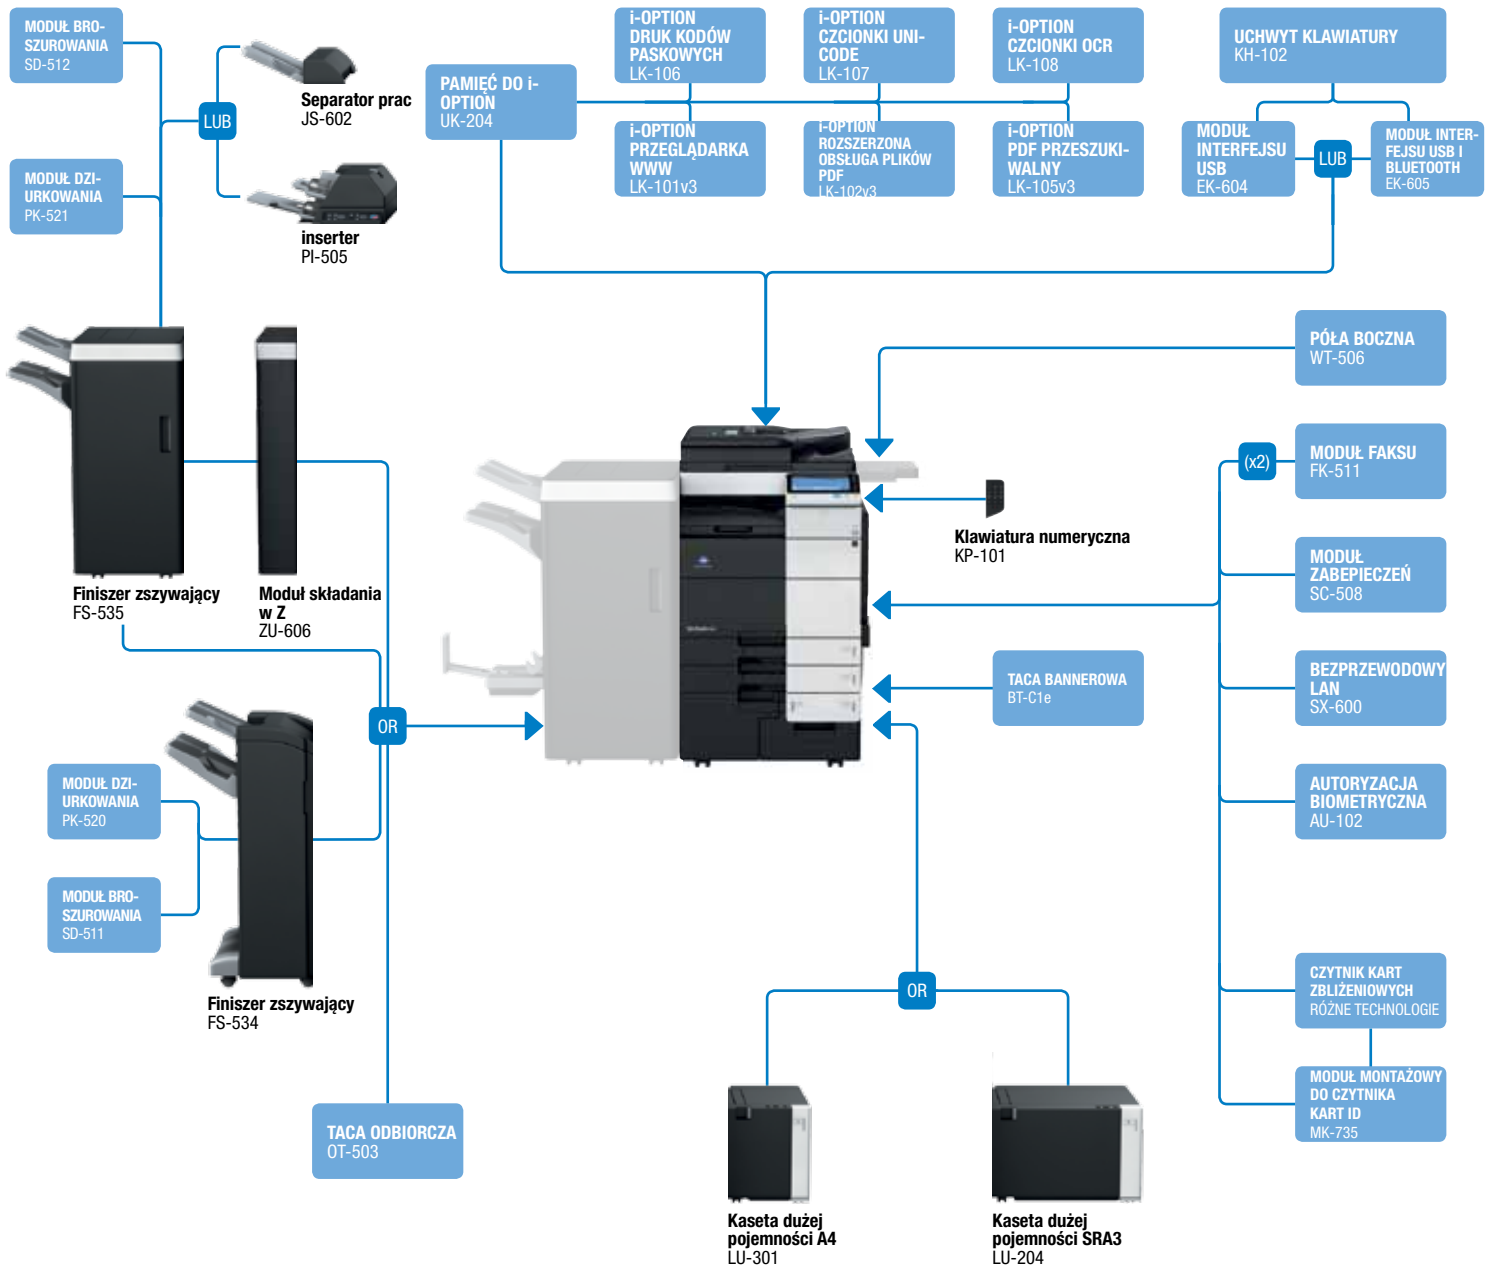 MODUŁ BRO-
SZUROWANIA
SD-512
LUB
Separator prac
JS-602
MODUŁ DZI-
URKOWANIA
PK-521
inserter
PI-505
PAMIĘĆ DO i-
OPTION
UK-204
i-OPTION
DRUK KODÓW
PASKOWYCH
LK-106
i-OPTION
CZCIONKI UNI-
CODE
LK-107
i-OPTION
CZCIONKI OCR
LK-108
i-OPTION
PRZEGLĄDARKA
WWW
LK-101v3
i-OPTION
ROZSZERZONA
OBSŁUGA PLIKÓW
PDF
LK-102v3
i-OPTION
PDF PRZESZUKI-
WALNY
LK-105v3
UCHWYT KLAWIATURY
KH-102
MODUŁ
INTERFEJSU
USB
EK-604
LUB
MODUŁ INTER-
FEJSU USB I
BLUETOOTH
EK-605
PÓŁA BOCZNA
WT-506
(x2)
MODUŁ FAKSU
FK-511
Klawiatura numeryczna
KP-101
MODUŁ
ZABEPIECZEŃ
SC-508
Finiszer zszywający
FS-535
Moduł składania
w Z
ZU-606
TACA BANNEROWA
BT-C1e
BEZPRZEWODOWY
LAN
SX-600
OR
MODUŁ DZI-
URKOWANIA
PK-520
AUTORYZACJA
BIOMETRYCZNA
AU-102
MODUŁ BRO-
SZUROWANIA
SD-511
Finiszer zszywający
FS-534
OR
CZYTNIK KART
ZBLIŻENIOWYCH
RÓŻNE TECHNOLOGIE
MODUŁ MONTAŻOWY
DO CZYTNIKA
KART ID
MK-735
TACA ODBIORCZA
OT-503
Kaseta dużej
pojemności A4
LU-301
Kaseta dużej
pojemności SRA3
LU-204